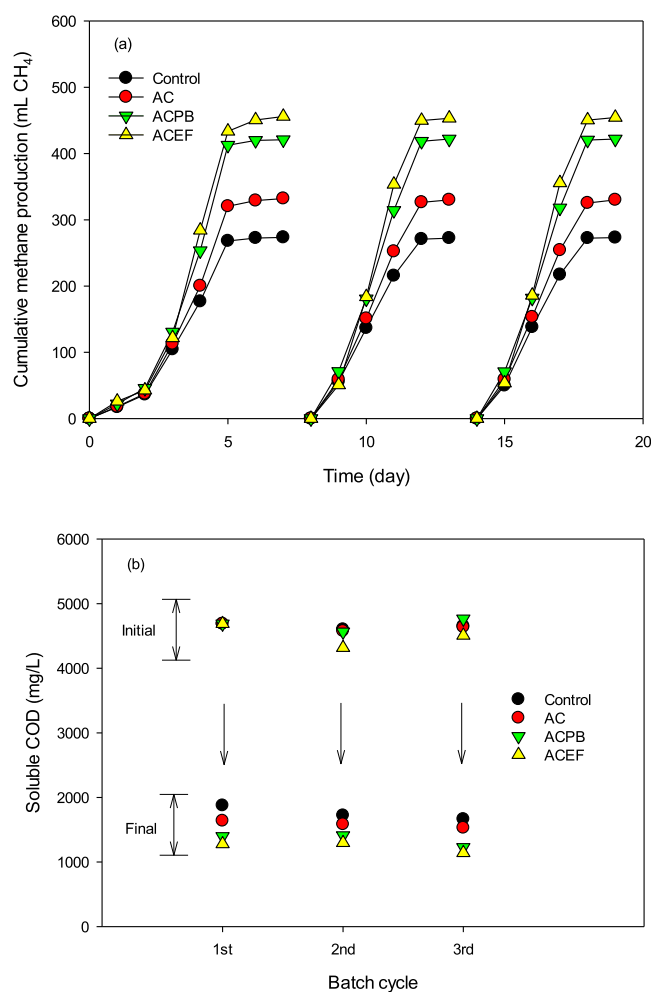 600
(a)
500
Control
AC
ACPB
400
ACEF
300
200
100
0
Cumulative methane production (mL CH₄)
0 5 10 15 20
Time (day)
6000
(b)
5000
Initial
4000
Control
AC
3000
ACPB
ACEF
2000
Final
1000
0
Soluble COD (mg/L)
1st 2nd 3rd
Batch cycle